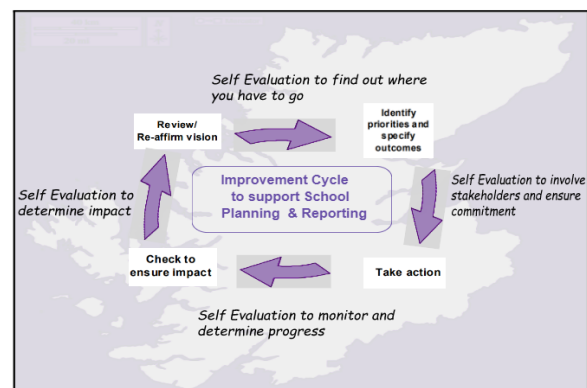 Self Evaluation to find out where
you have to go
Review/
Re-affirm vision
Identify
priorities and
specify
outcomes
Self Evaluation to
determine impact
Improvement Cycle
to support School
Planning & Reporting
Self Evaluation to involve
stakeholders and ensure
commitment
Check to
ensure impact
Take action
Self Evaluation to monitor and
determine progress